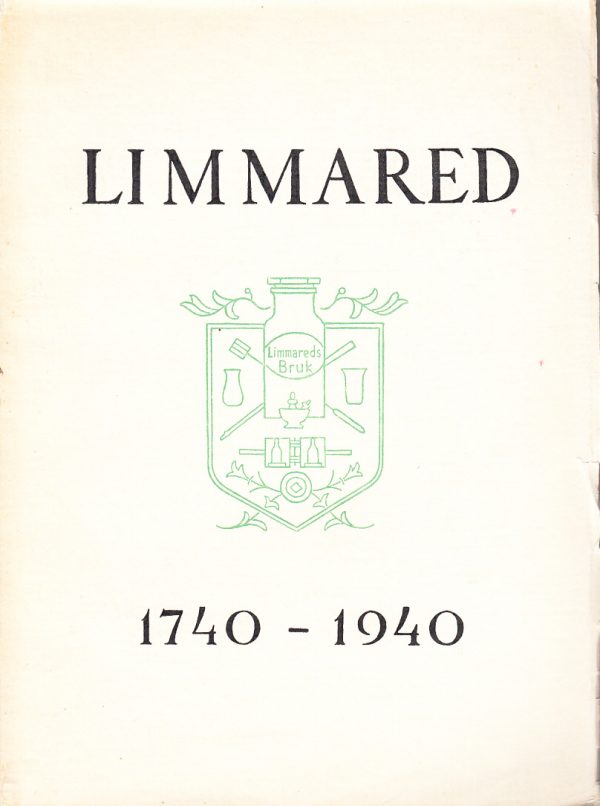 LIMMARED
Limmareds
Bruk
1740 - 1940